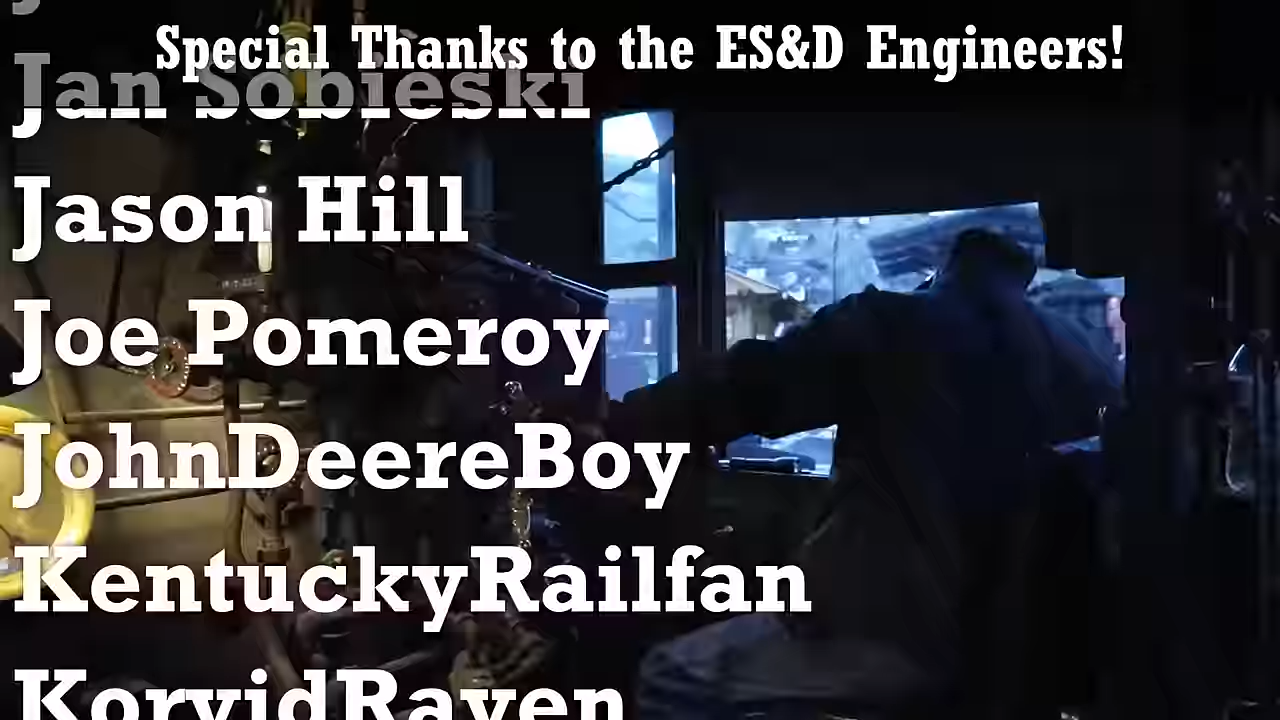 Special Thanks to the ES&D Engineers!
Jan Sobieski
Jason Hill
Joe Pomeroy
JohnDeereBoy
KentuckyRailfan
KorvidRaven